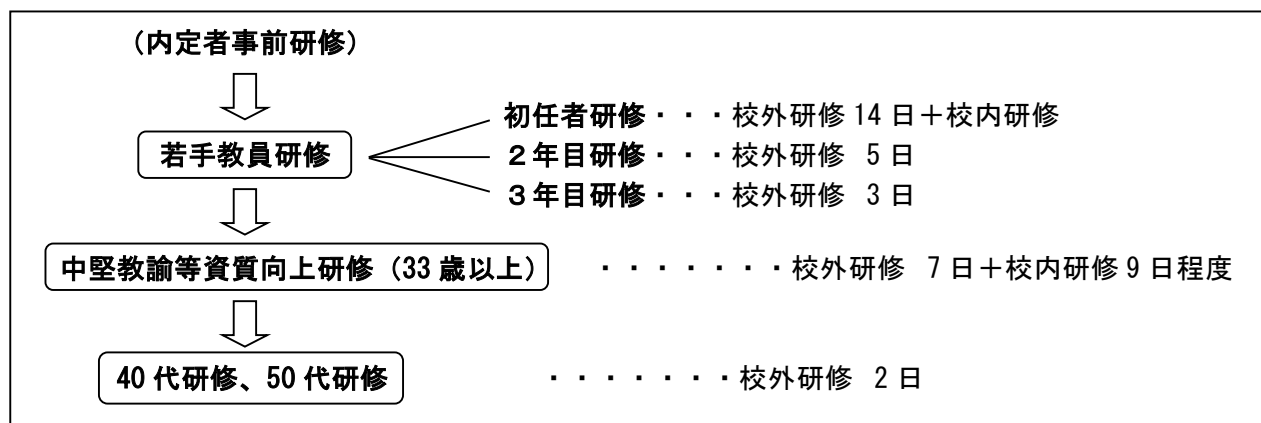 （内定者事前研修）
初任者研修・・・校外研修 14 日＋校内研修
若手教員研修
２年目研修・・・校外研修 5 日
３年目研修・・・校外研修 3 日
中堅教諭等資質向上研修（33 歳以上） ・・・・・・・校外研修 7 日＋校内研修 9 日程度
40 代研修、50 代研修 ・・・・・・・校外研修 2 日